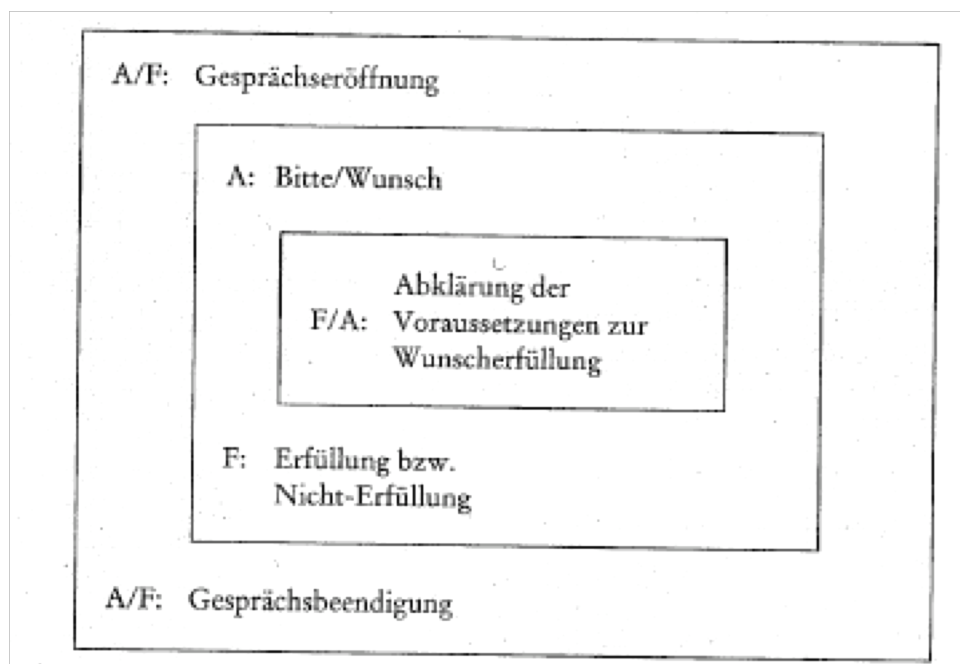 A/F: Gesprächseröffnung
A: Bitte/Wunsch
Abklärung der
F/A: Voraussetzungen zur
Wunscherfüllung
F: Erfüllung bzw.
Nicht-Erfüllung
A/F: Gesprächsbeendigung